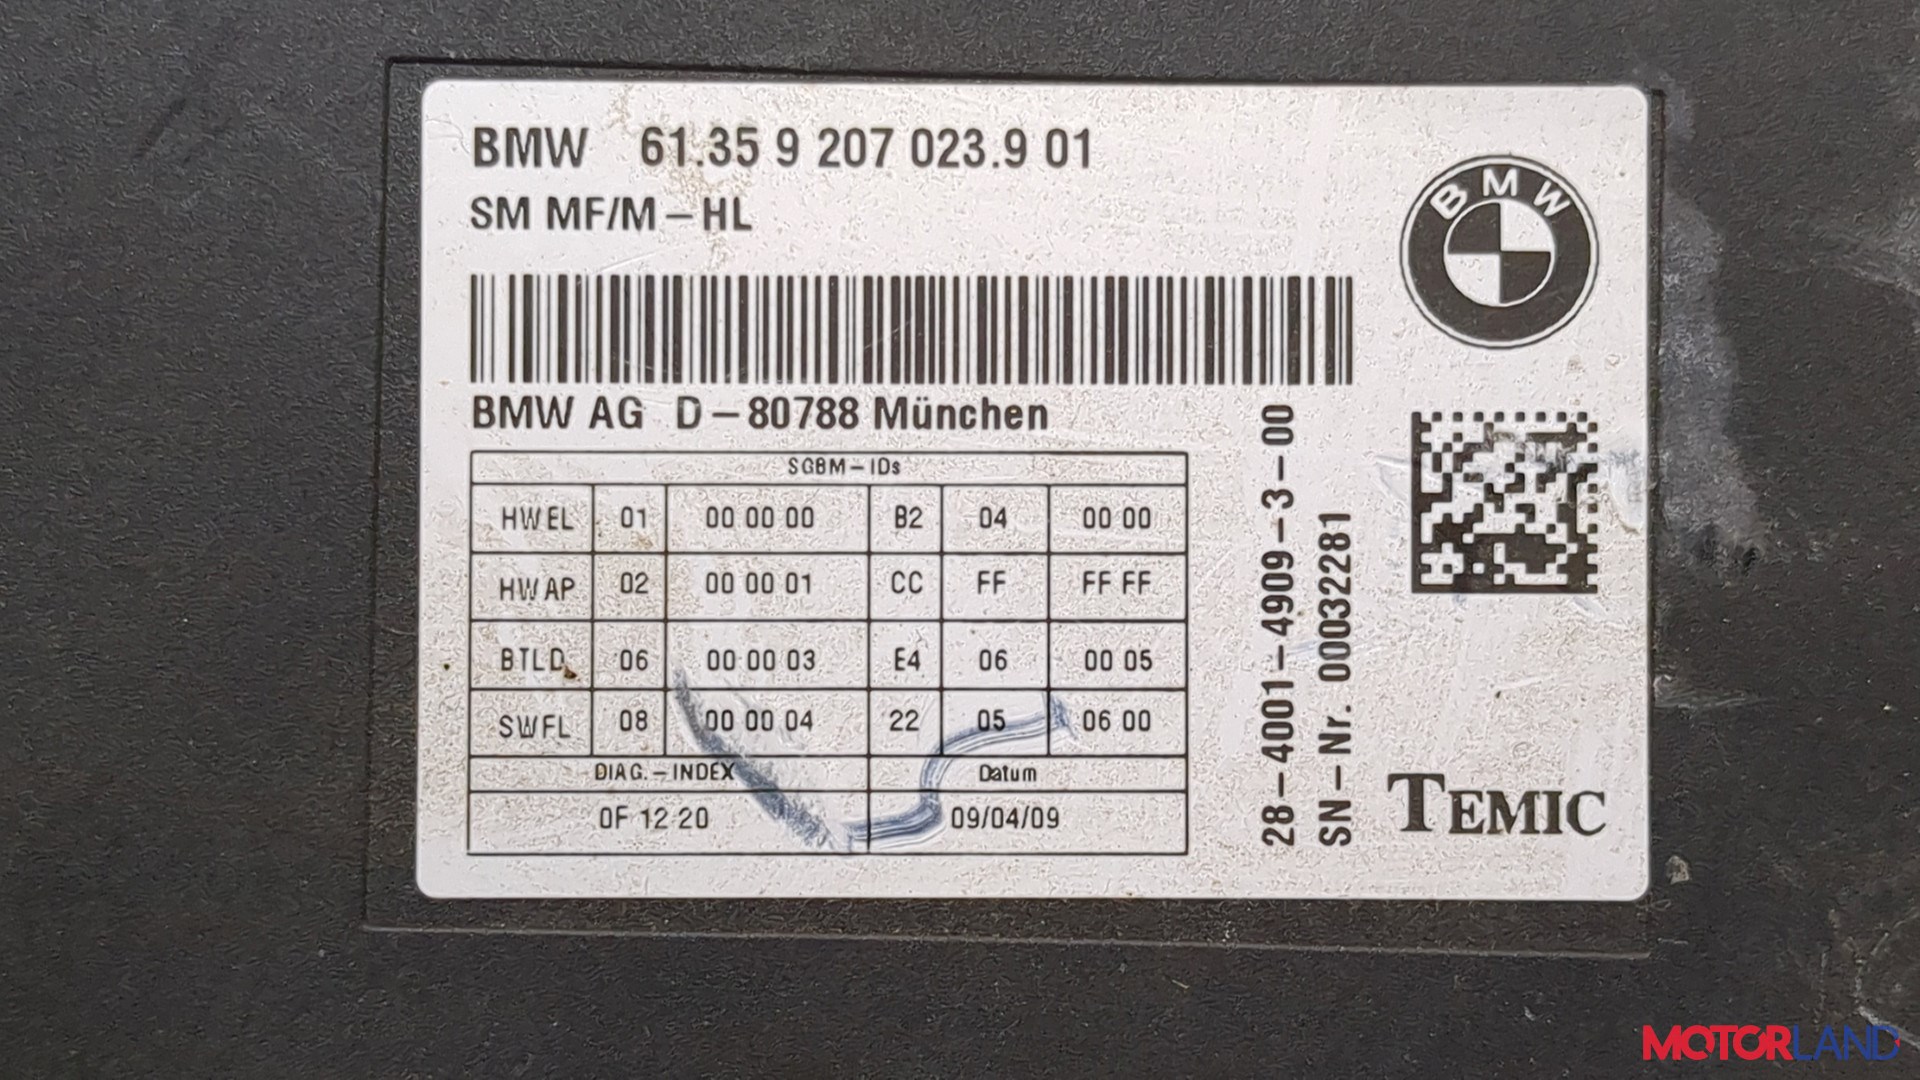 BMW 61.35 9 207 023.9 01
SM MF/M-HL
BMW
BMW AG D-80788 München
SGBM-IDs
HWEL 01 00 00 00 B2 04 00 00
HWAP 02 00 00 01 CC FF FF FF
BTLD 06 00 00 03 E4 06 00 05
SWFL 08 00 00 04 22 05 06 00
DIAG.-INDEX Datum
0F 12 20 09/04/09
28-4001-4909-3-00
SN-Nr. 00032281
TEMIC
MOTORLAND